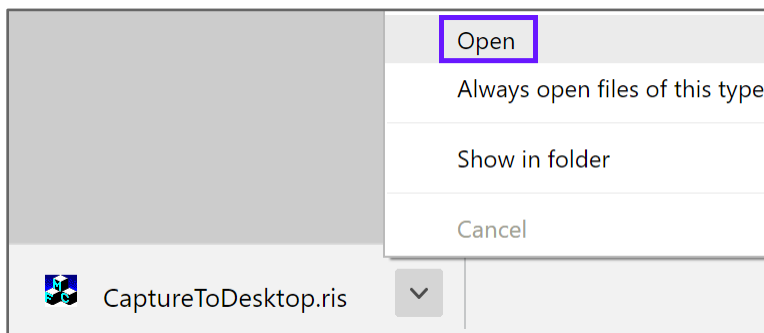 Open
Always open files of this type
Show in folder
Cancel
CaptureToDesktop.ris